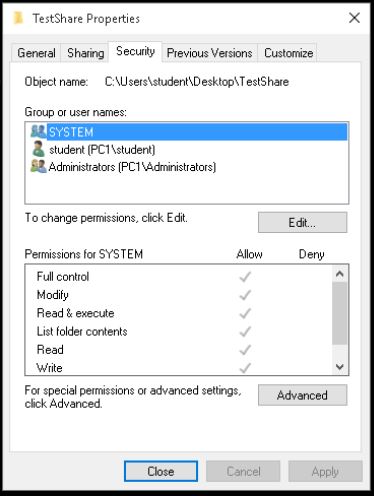 TestShare Properties
General Sharing Security Previous Versions Customize
Object name: C:\Users\student\Desktop\TestShare
Group or user names:
SYSTEM
student (PC1\student)
Administrators (PC1\Administrators)
To change permissions, click Edit.
Edit...
Permissions for SYSTEM Allow Deny
Full control
Modify
Read & execute
List folder contents
Read
Write
For special permissions or advanced settings,
click Advanced.
Advanced
Close Cancel Apply